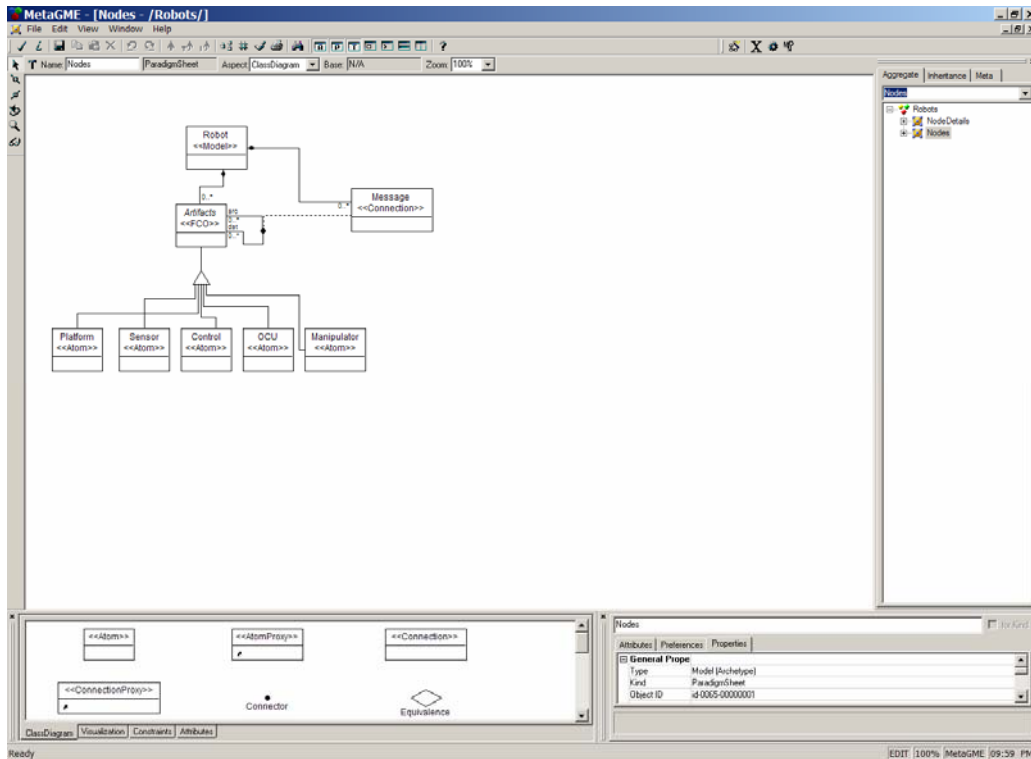 MetaGME - [Nodes - /Robots/]
File Edit View Window Help
Name: Nodes ParadigmSheet Aspect: ClassDiagram Base: N/A Zoom: 100%
Aggregate Inheritance Meta
Nodes
Robots
NodeDetails
Nodes
Robot
<<Model>>
0..*
Message
<<Connection>>
0..*
Artifacts
<<FCO>>
src
0..*
dst
0..*
Platform
<<Atom>>
Sensor
<<Atom>>
Control
<<Atom>>
OCU
<<Atom>>
Manipulator
<<Atom>>
<<Atom>>
<<AtomProxy>>
<<Connection>>
<<ConnectionProxy>>
Connector
Equivalence
ClassDiagram Visualization Constraints Attributes
Nodes
for Kind
Attributes Preferences Properties
General Prope
Type Model (Archetype)
Kind ParadigmSheet
Object ID id-0065-00000001
Ready
EDIT 100% MetaGME 09:59 PM